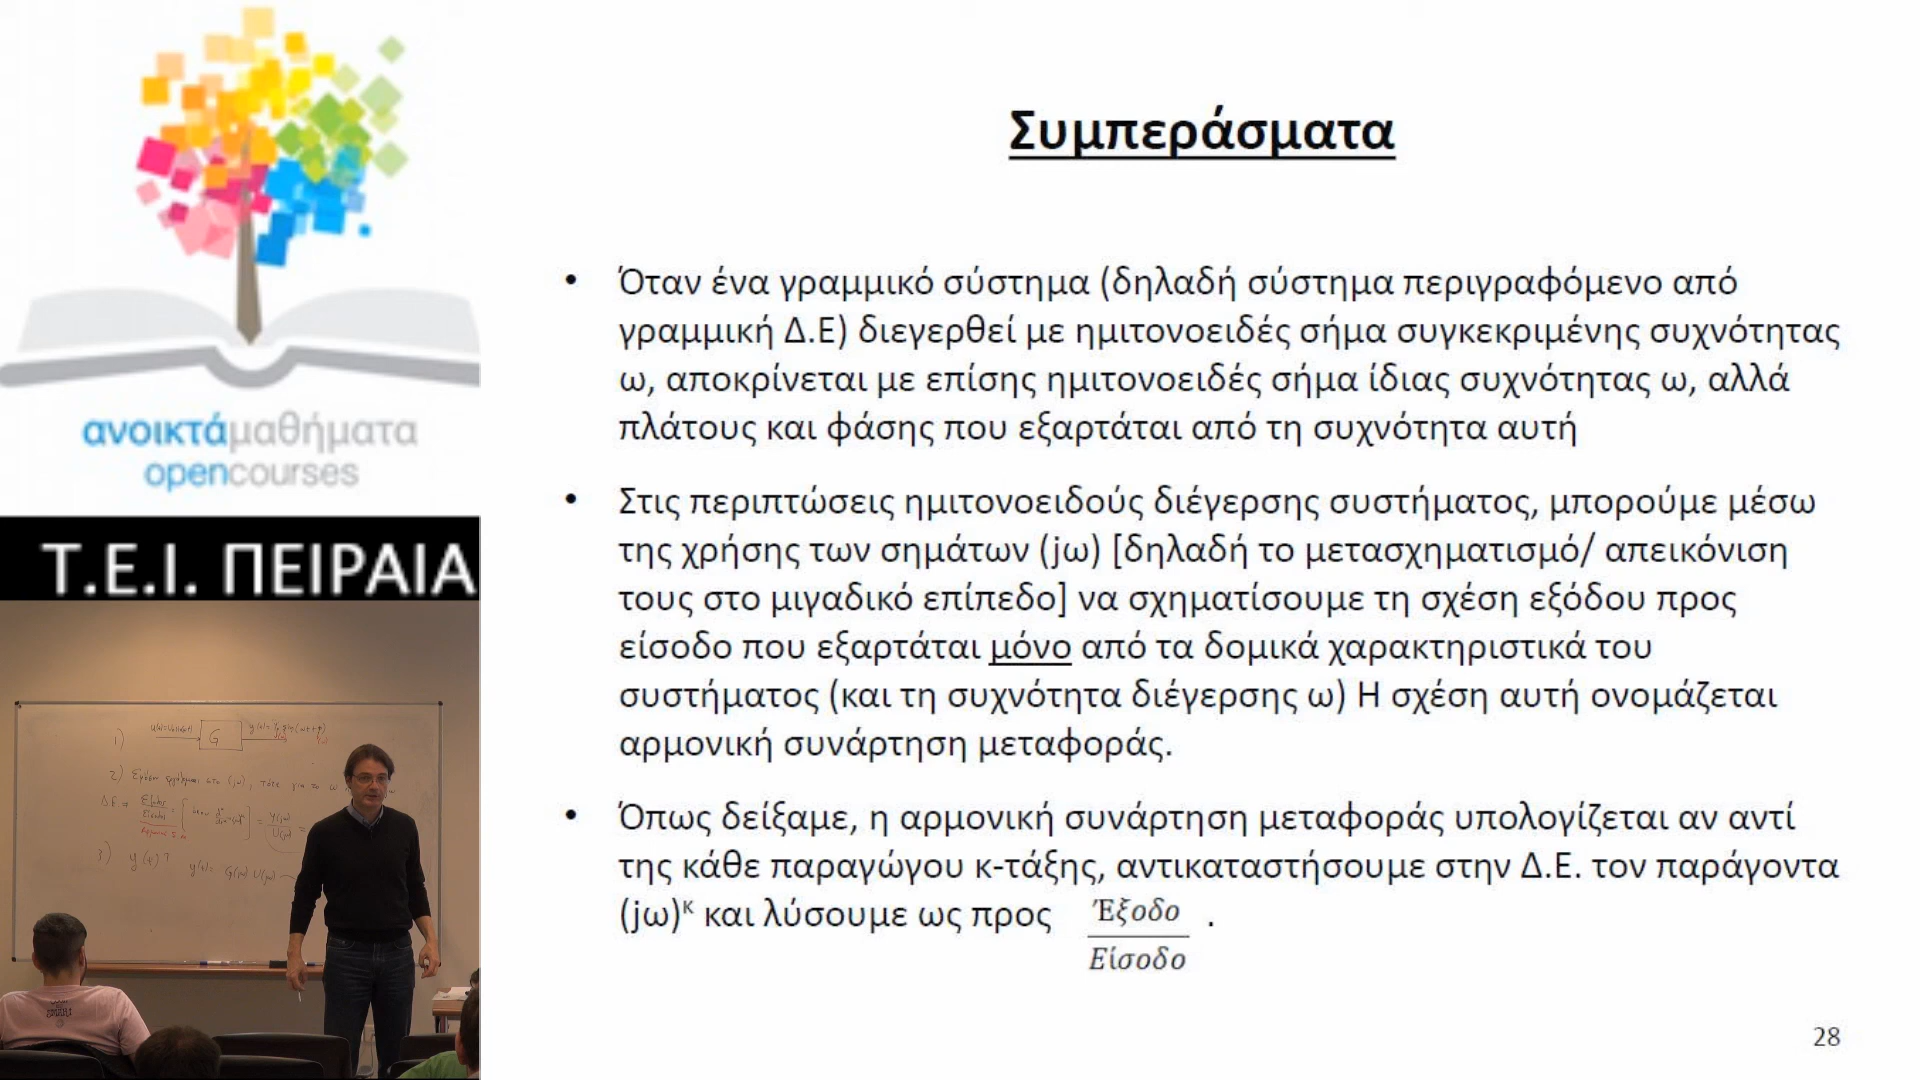 Συμπεράσματα
• Όταν ένα γραμμικό σύστημα (δηλαδή σύστημα περιγραφόμενο από
γραμμική Δ.Ε) διεγερθεί με ημιτονοειδές σήμα συγκεκριμένης συχνότητας
ω, αποκρίνεται με επίσης ημιτονοειδές σήμα ίδιας συχνότητας ω, αλλά
πλάτους και φάσης που εξαρτάται από τη συχνότητα αυτή
• Στις περιπτώσεις ημιτονοειδούς διέγερσης συστήματος, μπορούμε μέσω
της χρήσης των σημάτων (jω) [δηλαδή το μετασχηματισμό/ απεικόνιση
τους στο μιγαδικό επίπεδο] να σχηματίσουμε τη σχέση εξόδου προς
είσοδο που εξαρτάται μόνο από τα δομικά χαρακτηριστικά του
συστήματος (και τη συχνότητα διέγερσης ω) Η σχέση αυτή ονομάζεται
αρμονική συνάρτηση μεταφοράς.
• Όπως δείξαμε, η αρμονική συνάρτηση μεταφοράς υπολογίζεται αν αντί
της κάθε παραγώγου κ-τάξης, αντικαταστήσουμε στην Δ.Ε. τον παράγοντα
(jω)ᴷ και λύσουμε ως προς Έξοδο / Είσοδο .
28
ανοικτάμαθήματα
opencourses
Τ.Ε.Ι. ΠΕΙΡΑΙΑ
1)
G
2)
3) y(t)?